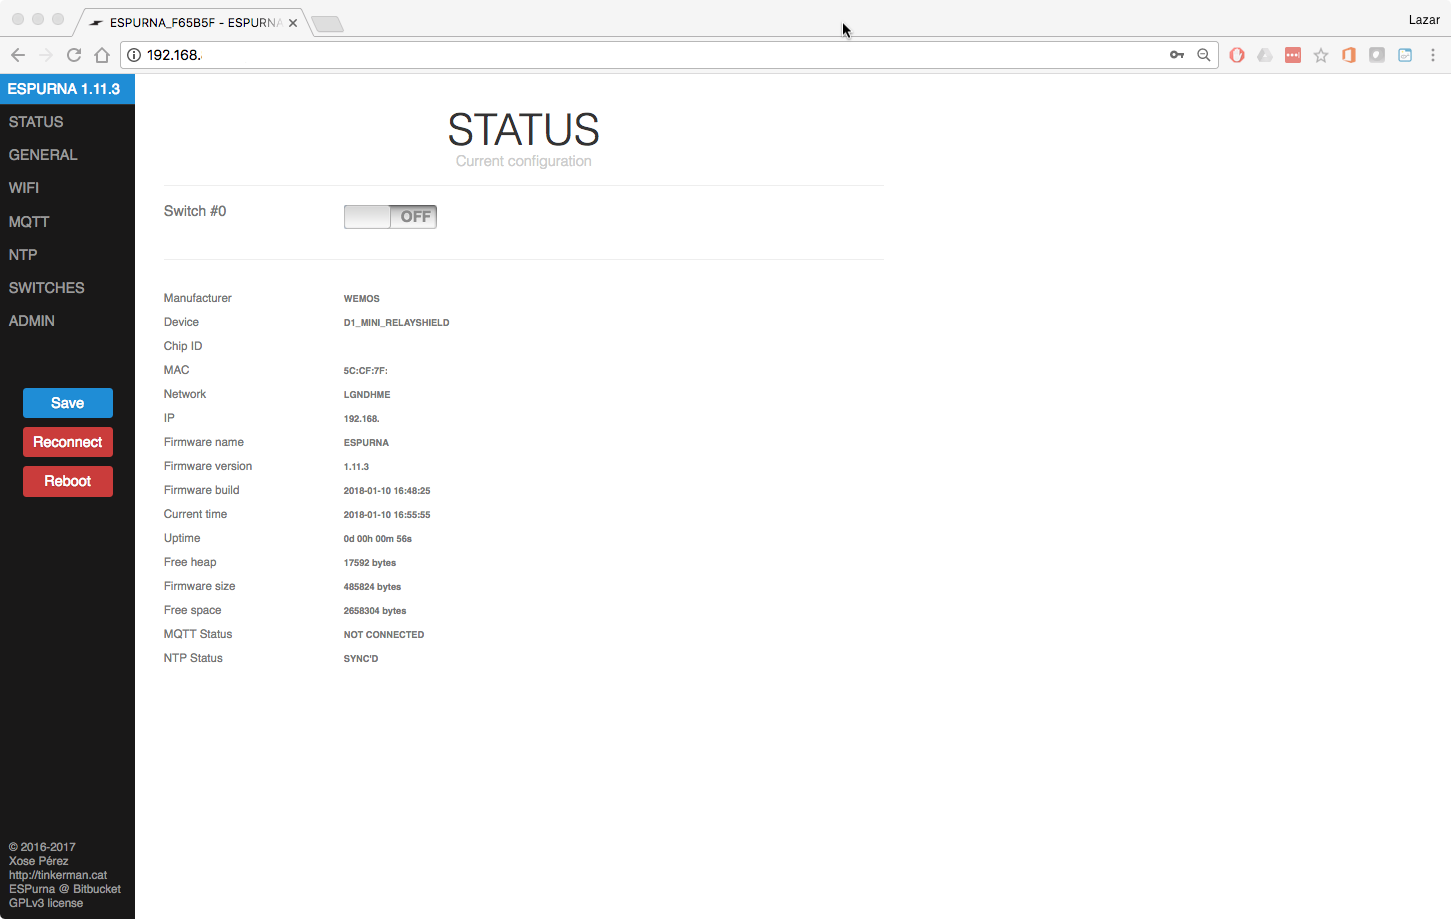 ESPURNA_F65B5F - ESPURNA
Lazar
192.168.
ESPURNA 1.11.3
STATUS
GENERAL
WIFI
MQTT
NTP
SWITCHES
ADMIN
Save
Reconnect
Reboot
© 2016-2017
Xose Pérez
http://tinkerman.cat
ESPurna @ Bitbucket
GPLv3 license
STATUS
Current configuration
Switch #0 OFF
Manufacturer WEMOS
Device D1_MINI_RELAYSHIELD
Chip ID
MAC 5C:CF:7F:
Network LGNDHME
IP 192.168.
Firmware name ESPURNA
Firmware version 1.11.3
Firmware build 2018-01-10 16:48:25
Current time 2018-01-10 16:55:55
Uptime 0d 00h 00m 56s
Free heap 17592 bytes
Firmware size 485824 bytes
Free space 2658304 bytes
MQTT Status NOT CONNECTED
NTP Status SYNC'D